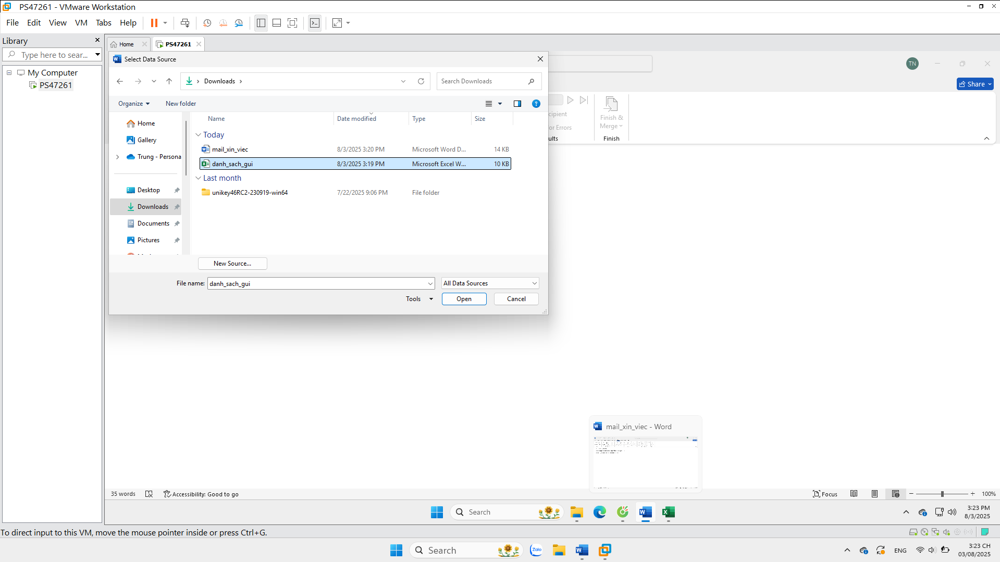 PS47261 - VMware Workstation
File Edit View VM Tabs Help
Library
Type here to sear...
My Computer
PS47261
Home
PS47261
Select Data Source
Downloads
Search Downloads
Organize
New folder
Home
Gallery
Trung - Persona
Desktop
Downloads
Documents
Pictures
Name Date modified Type Size
Today
mail_xin_viec 8/3/2025 3:20 PM Microsoft Word D... 14 KB
danh_sach_gui 8/3/2025 3:19 PM Microsoft Excel W... 10 KB
Last month
unikey46RC2-230919-win64 7/22/2025 9:06 PM File folder
New Source...
File name: danh_sach_gui All Data Sources
Tools Open Cancel
TN
Share
cipient
or Errors
ults
Finish &
Merge
Finish
mail_xin_viec - Word
35 words
Accessibility: Good to go
Focus
100%
Search
3:23 PM
8/3/2025
To direct input to this VM, move the mouse pointer inside or press Ctrl+G.
Search
Zalo
ENG
3:23 CH
03/08/2025